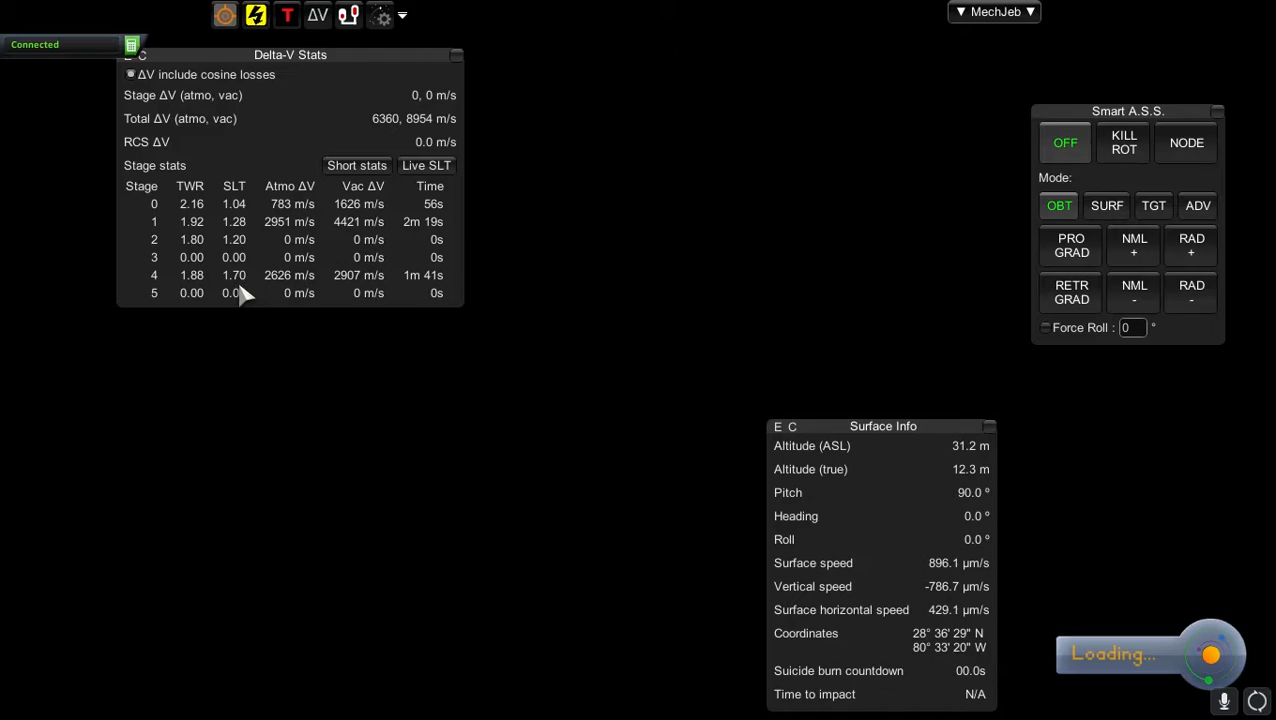 T ΔV
▼ MechJeb ▼
Connected
E C Delta-V Stats
ΔV include cosine losses
Stage ΔV (atmo, vac) 0, 0 m/s
Total ΔV (atmo, vac) 6360, 8954 m/s
RCS ΔV 0.0 m/s
Stage stats Short stats Live SLT
Stage TWR SLT Atmo ΔV Vac ΔV Time
0 2.16 1.04 783 m/s 1626 m/s 56s
1 1.92 1.28 2951 m/s 4421 m/s 2m 19s
2 1.80 1.20 0 m/s 0 m/s 0s
3 0.00 0.00 0 m/s 0 m/s 0s
4 1.88 1.70 2626 m/s 2907 m/s 1m 41s
5 0.00 0.0 0 m/s 0 m/s 0s
Smart A.S.S.
OFF KILL ROT NODE
Mode:
OBT SURF TGT ADV
PRO GRAD NML + RAD +
RETR GRAD NML - RAD -
Force Roll : 0 °
E C Surface Info
Altitude (ASL) 31.2 m
Altitude (true) 12.3 m
Pitch 90.0 º
Heading 0.0 º
Roll 0.0 º
Surface speed 896.1 µm/s
Vertical speed -786.7 µm/s
Surface horizontal speed 429.1 µm/s
Coordinates 28° 36' 29" N
80° 33' 20" W
Suicide burn countdown 00.0s
Time to impact N/A
Loading...